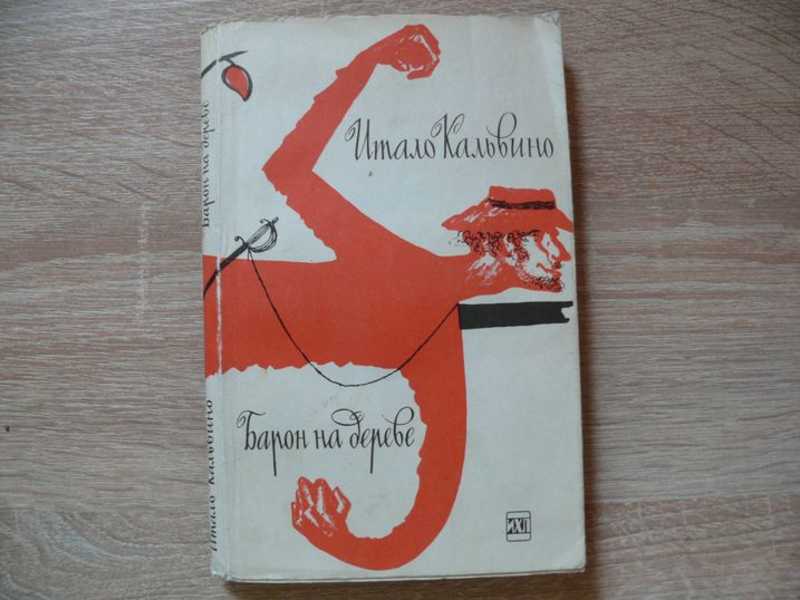 Итало Кальвино
Барон на дереве
ИХЛ
Итало Кальвино
Барон на дереве